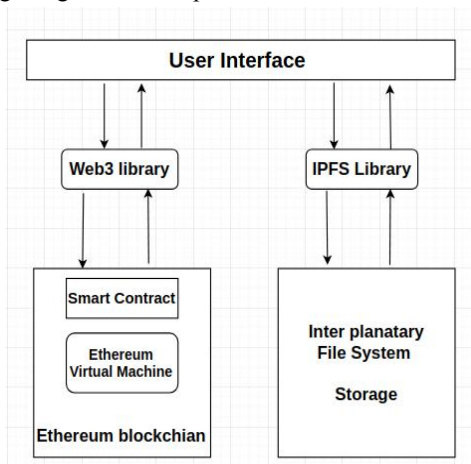 User Interface
Web3 library
IPFS Library
Smart Contract
Ethereum
Virtual Machine
Ethereum blockchian
Inter planatary
File System
Storage